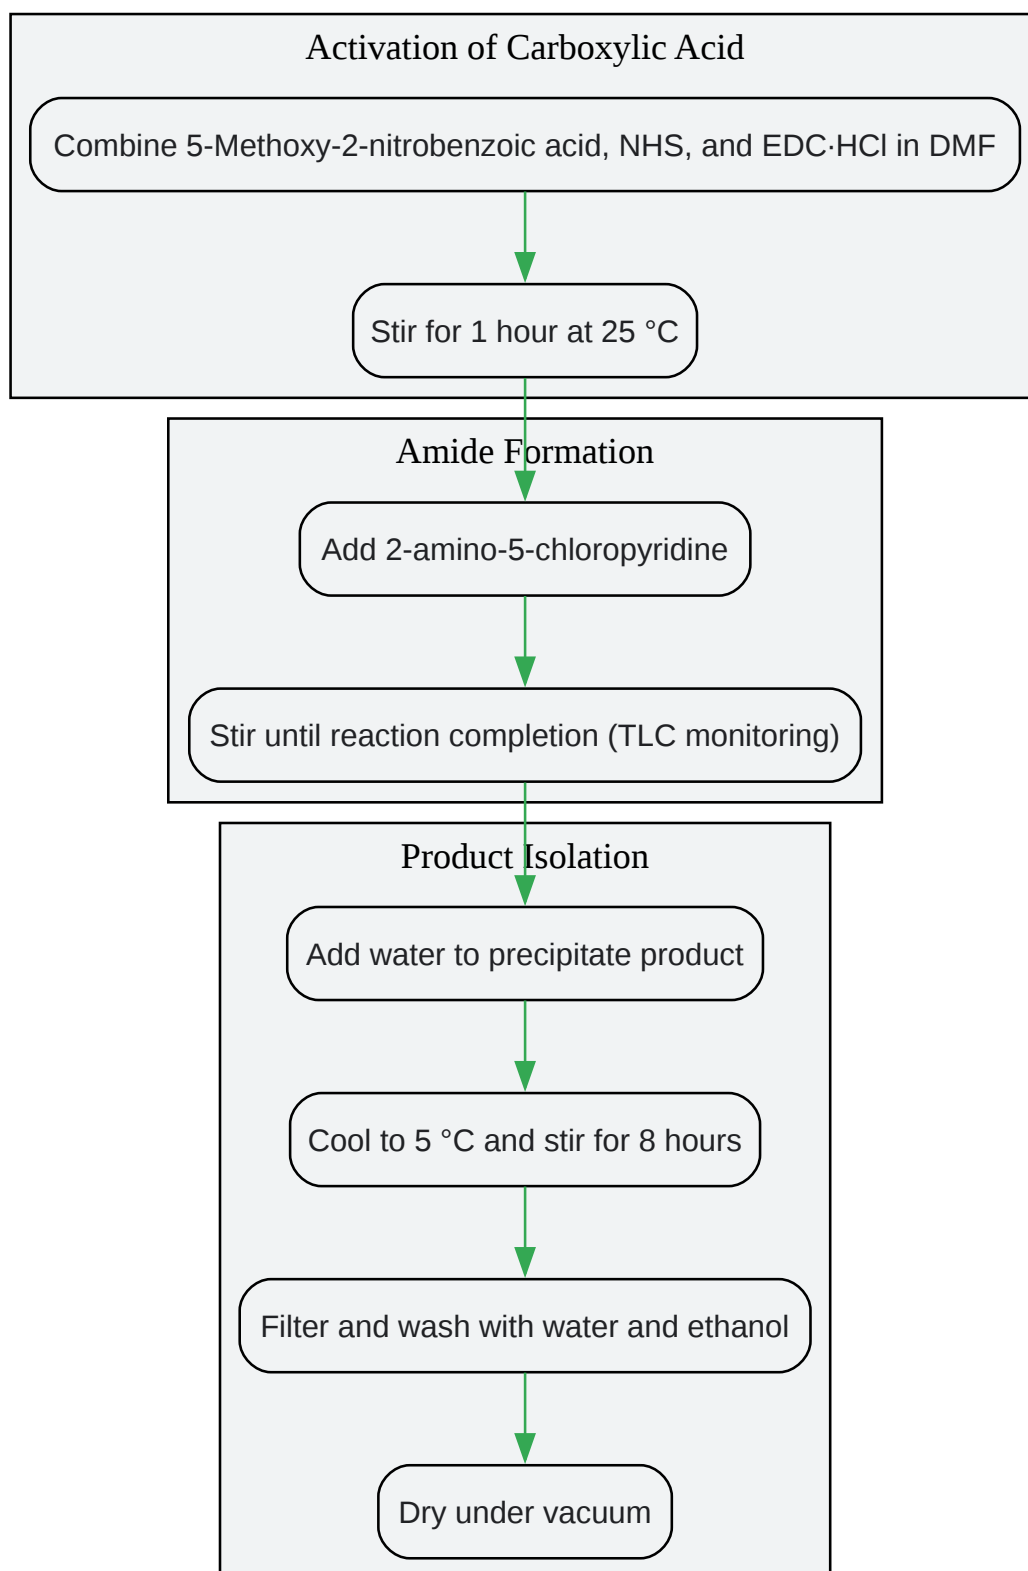 Activation of Carboxylic Acid
Combine 5-Methoxy-2-nitrobenzoic acid, NHS, and EDC·HCl in DMF
Stir for 1 hour at 25 °C
Amide Formation
Add 2-amino-5-chloropyridine
Stir until reaction completion (TLC monitoring)
Product Isolation
Add water to precipitate product
Cool to 5 °C and stir for 8 hours
Filter and wash with water and ethanol
Dry under vacuum